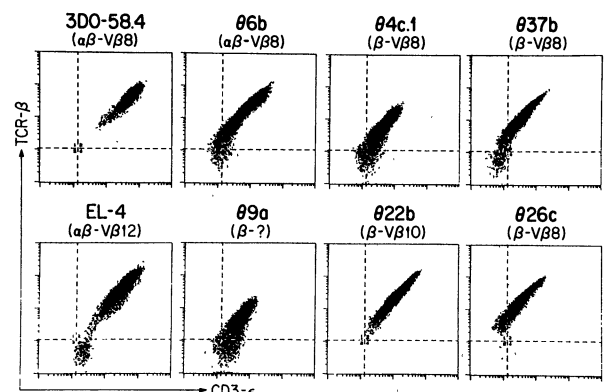 3DO-58.4 θ6b θ4c.1 θ37b
(αβ-Vβ8) (αβ-Vβ8) (β-Vβ8) (β-Vβ8)
TCR-β
EL-4 θ9a θ22b θ26c
(αβ-Vβ12) (β-?) (β-Vβ10) (β-Vβ8)